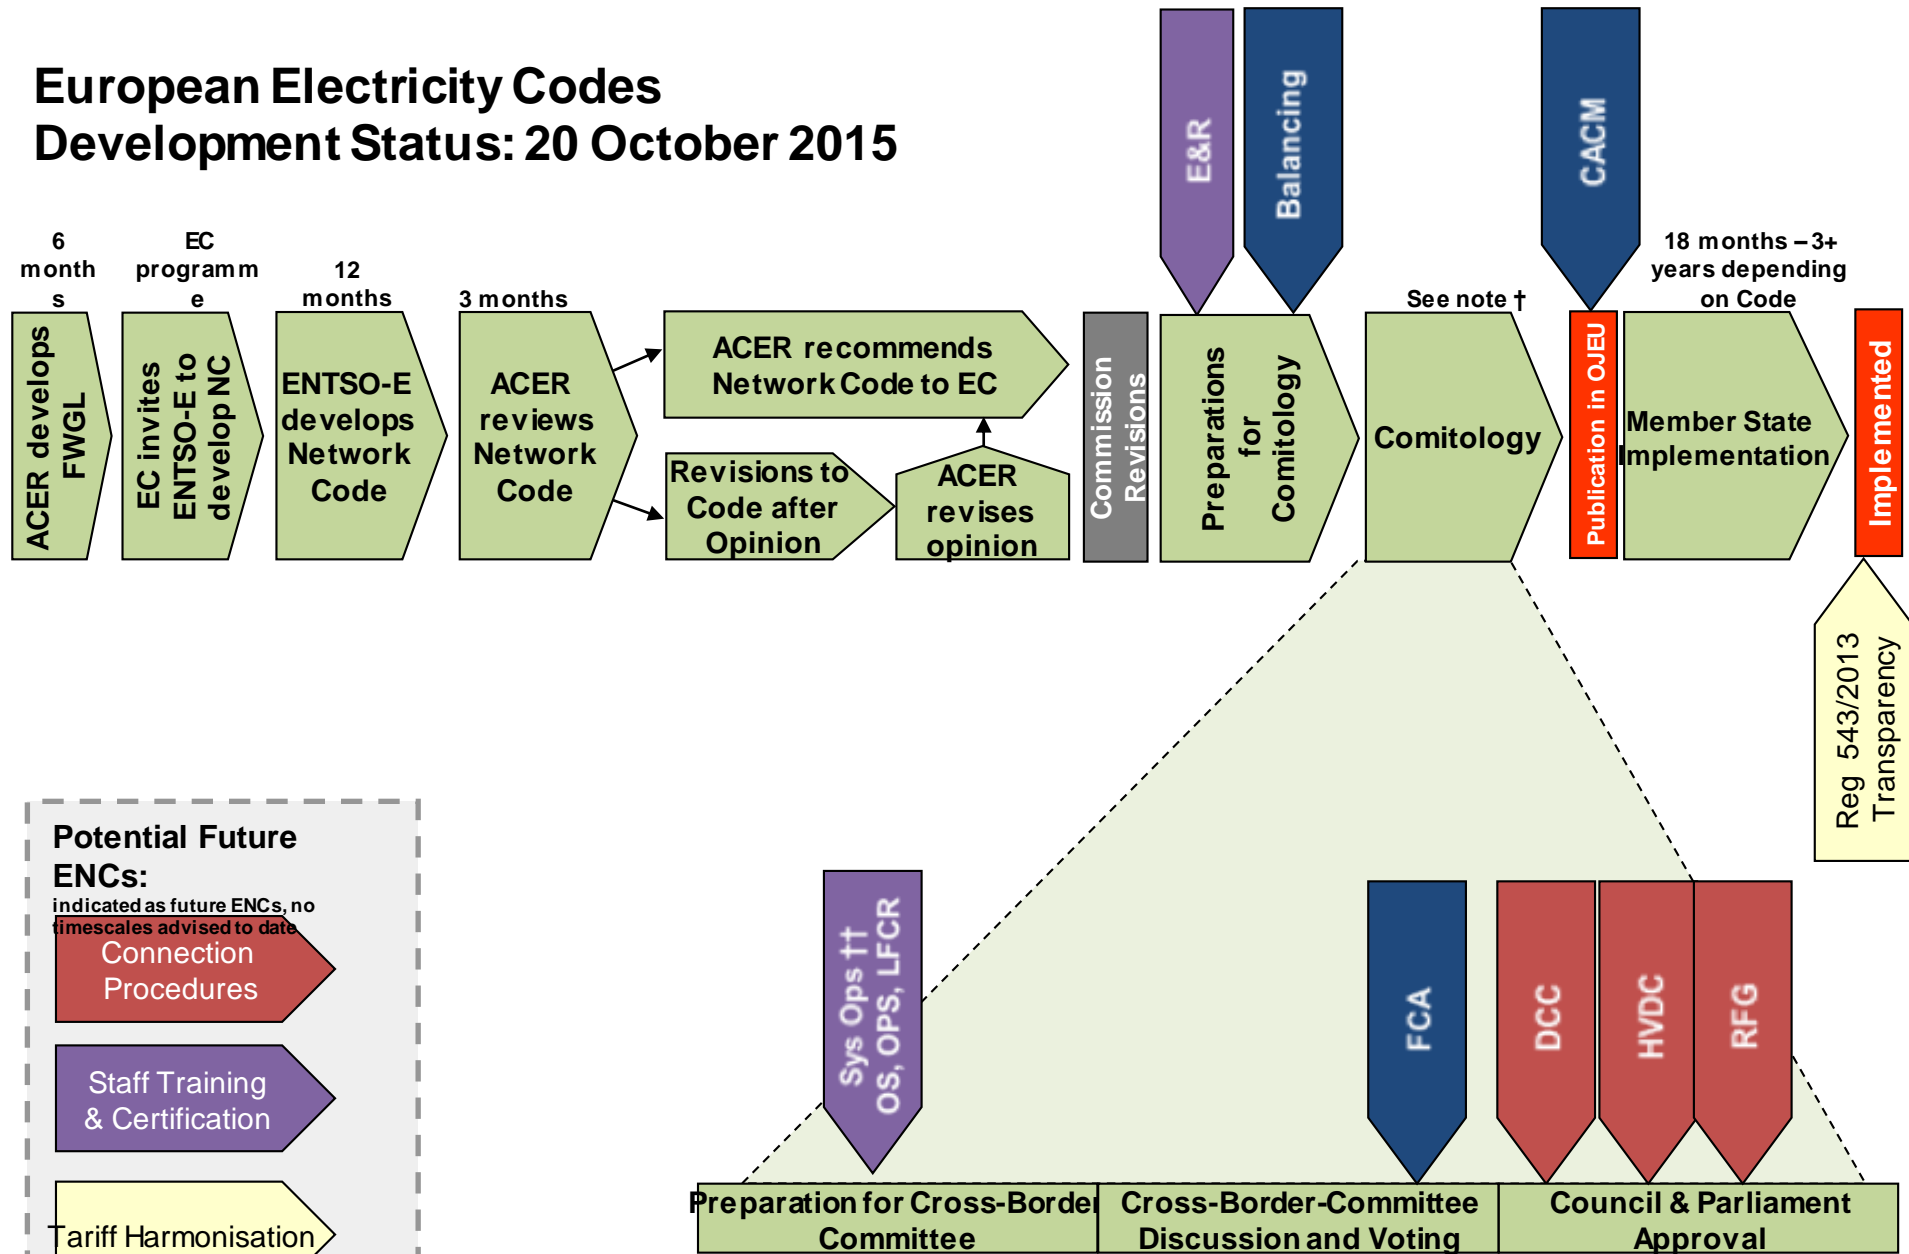 European Electricity Codes
Development Status: 20 October 2015
E&R
Balancing
CACM
6
month
s
EC
programm
e
12
months
3 months
See note †
18 months – 3+
years depending
on Code
ACER develops
FWGL
EC invites
ENTSO-E to
develop NC
ENTSO-E
develops
Network
Code
ACER
reviews
Network
Code
ACER recommends
Network Code to EC
Revisions to
Code after
Opinion
ACER
revises
opinion
Commission
Revisions
Preparations
for
Comitology
Comitology
Publication in OJEU
Member State
Implementation
Implemented
Reg 543/2013
Transparency
Potential Future
ENCs:
indicated as future ENCs, no
timescales advised to date
Connection
Procedures
Staff Training
& Certification
Tariff Harmonisation
Sys Ops ††
OS, OPS, LFCR
FCA
DCC
HVDC
RFG
Preparation for Cross-Border
Committee
Cross-Border-Committee
Discussion and Voting
Council & Parliament
Approval